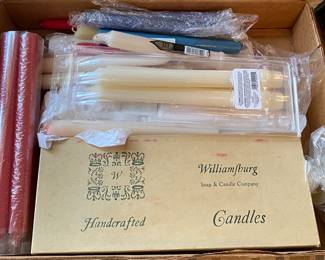 Williamſburg
W
Soap & Candle Company
Handcrafted
Candles